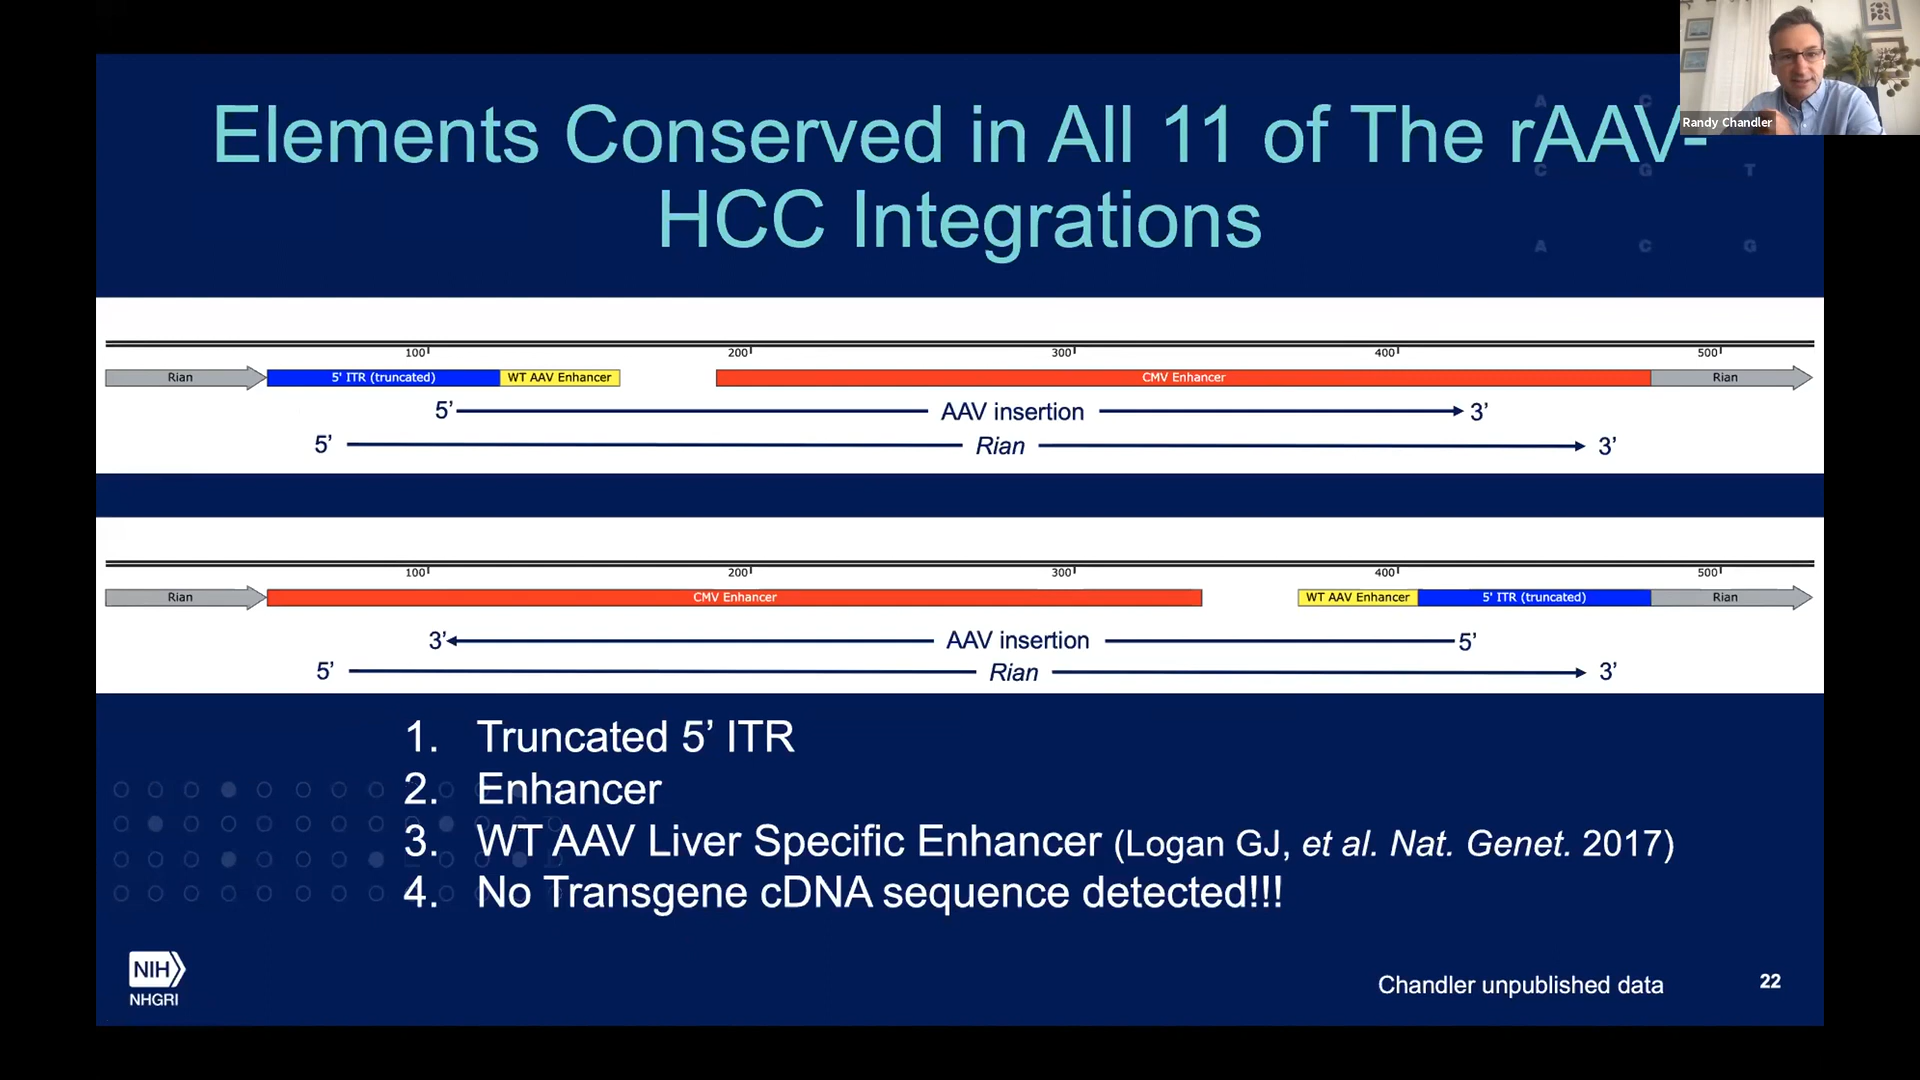 Randy Chandler
Elements Conserved in All 11 of The rAAV-
HCC Integrations
A C
C G T
A C G
100 200 300 400 500
Rian 5' ITR (truncated) WT AAV Enhancer CMV Enhancer Rian
5’ AAV insertion 3’
5’ Rian 3’
100 200 300 400 500
Rian CMV Enhancer WT AAV Enhancer 5' ITR (truncated) Rian
3’ AAV insertion 5’
5’ Rian 3’
1. Truncated 5’ ITR
2. Enhancer
3. WT AAV Liver Specific Enhancer (Logan GJ, et al. Nat. Genet. 2017)
4. No Transgene cDNA sequence detected!!!
NIH
NHGRI
Chandler unpublished data 22